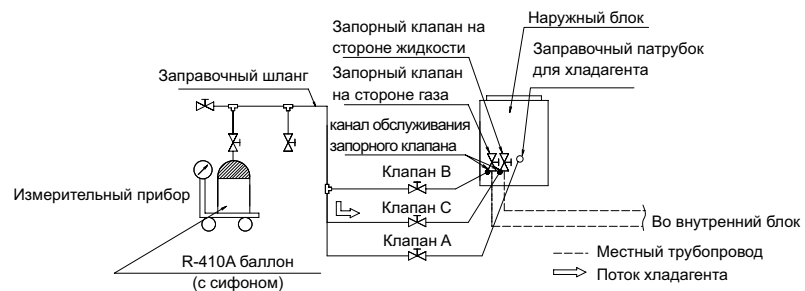 Запорный клапан на
стороне жидкости
Наружный блок
Заправочный патрубок
для хладагента
Заправочный шланг
Запорный клапан
на стороне газа
канал обслуживания
запорного клапана
Клапан B
Измерительный прибор
Клапан C
Во внутренний блок
Клапан A
R-410A баллон
(с сифоном)
Местный трубопровод
Поток хладагента